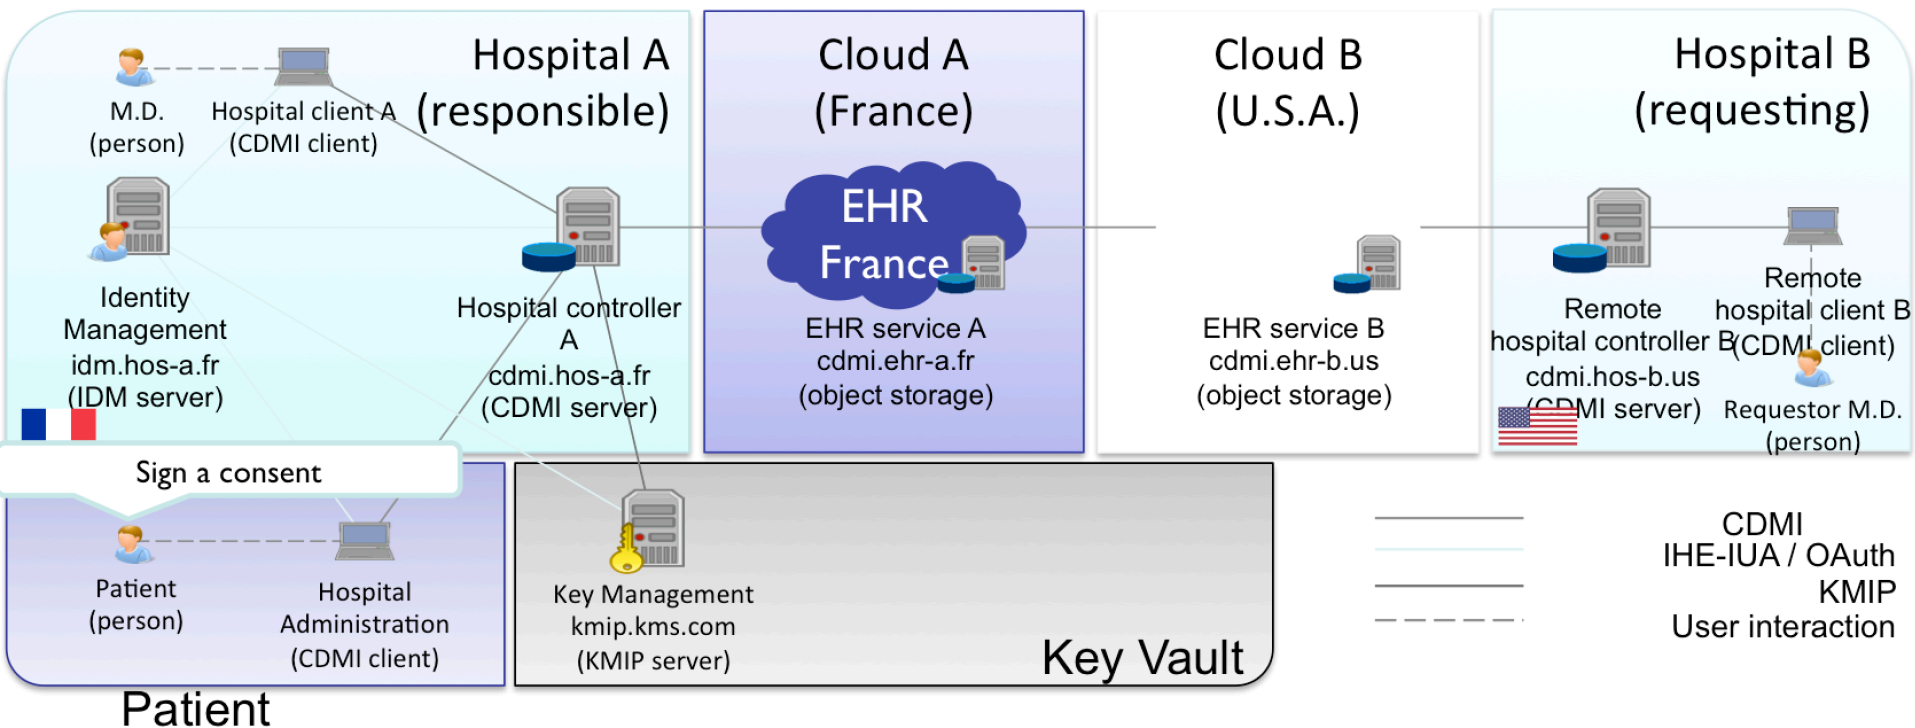 Hospital A
(responsible)
M.D.
(person)
Hospital client A
(CDMI client)
Identity
Management
idm.hos-a.fr
(IDM server)
Hospital controller
A
cdmi.hos-a.fr
(CDMI server)
Cloud A
(France)
EHR
France
EHR service A
cdmi.ehr-a.fr
(object storage)
Cloud B
(U.S.A.)
EHR service B
cdmi.ehr-b.us
(object storage)
Hospital B
(requesting)
Remote
hospital controller B
cdmi.hos-b.us
(CDMI server)
Remote
hospital client B
(CDMI client)
Requestor M.D.
(person)
Sign a consent
Patient
(person)
Hospital
Administration
(CDMI client)
Patient
Key Management
kmip.kms.com
(KMIP server)
Key Vault
CDMI
IHE-IUA / OAuth
KMIP
User interaction